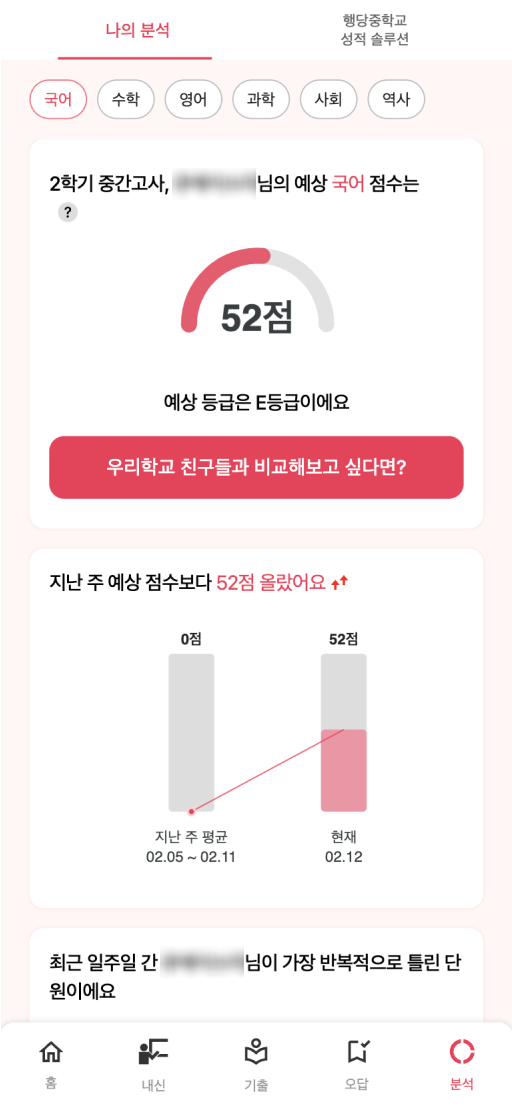 나의 분석
행당중학교
성적 솔루션
국어
수학
영어
과학
사회
역사
2학기 중간고사, 님의 예상 국어 점수는
?
52점
예상 등급은 E등급이에요
우리학교 친구들과 비교해보고 싶다면?
지난 주 예상 점수보다 52점 올랐어요
0점
52점
지난 주 평균
02.05 ~ 02.11
현재
02.12
최근 일주일 간 님이 가장 반복적으로 틀린 단
원이에요
홈
내신
기출
오답
분석